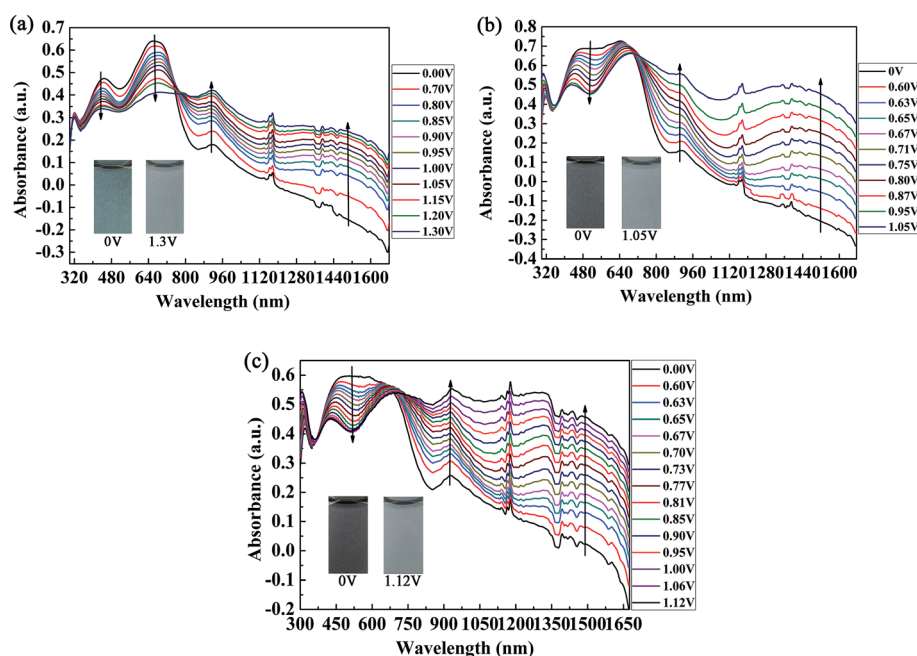 (a)
0.7
0.6
0.5
0.4
0.3
0.2
0.1
0.0
-0.1
-0.2
-0.3
Absorbance (a.u.)
320 480 640 800 960 1120 1280 1440 1600
Wavelength (nm)
0V 1.3V
0.00V
0.70V
0.80V
0.85V
0.90V
0.95V
1.00V
1.05V
1.15V
1.20V
1.30V
(b)
0.8
0.7
0.6
0.5
0.4
0.3
0.2
0.1
0.0
-0.1
-0.2
-0.3
-0.4
Absorbance (a.u.)
320 480 640 800 960 1120 1280 1440 1600
Wavelength (nm)
0V 1.05V
0V
0.60V
0.63V
0.65V
0.67V
0.71V
0.75V
0.80V
0.87V
0.95V
1.05V
(c)
0.6
0.5
0.4
0.3
0.2
0.1
0.0
-0.1
-0.2
Absorbance (a.u.)
300 450 600 750 900 1050 1200 1350 1500 1650
Wavelength (nm)
0V 1.12V
0.00V
0.60V
0.63V
0.65V
0.67V
0.70V
0.73V
0.77V
0.81V
0.85V
0.90V
0.95V
1.00V
1.06V
1.12V